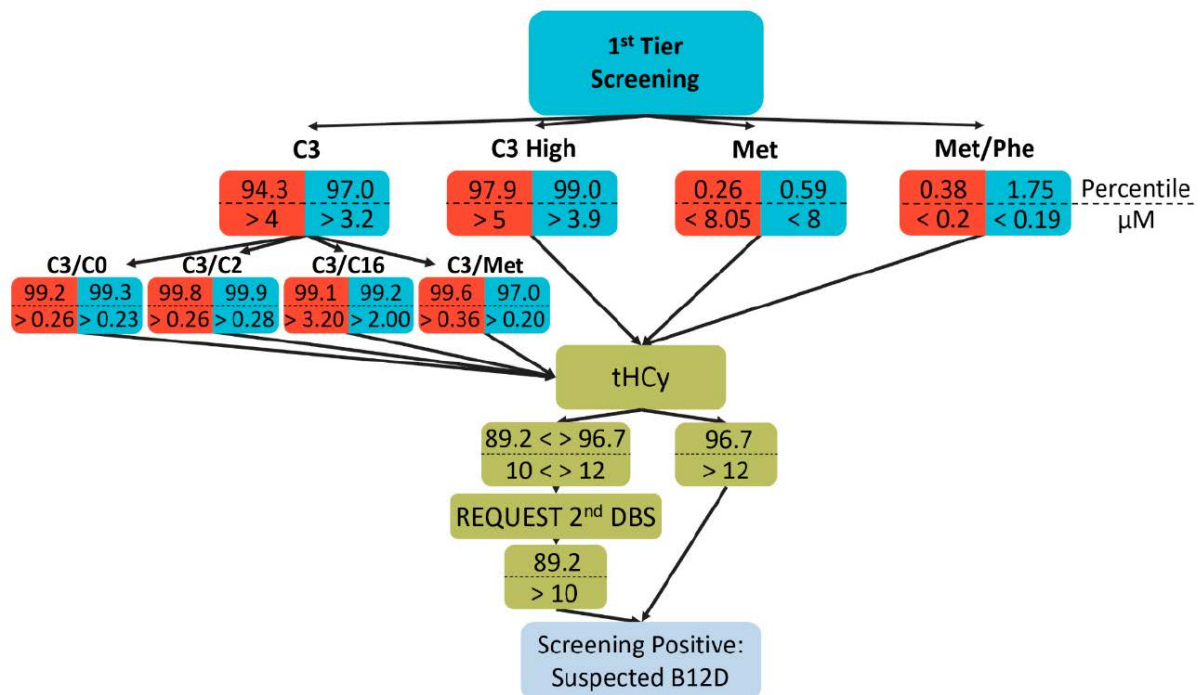 1st Tier
Screening
C3
C3 High
Met
Met/Phe
94.3 97.0
> 4 > 3.2
97.9 99.0
> 5 > 3.9
0.26 0.59
< 8.05 < 8
0.38 1.75
< 0.2 < 0.19
Percentile
µM
C3/C0
C3/C2
C3/C16
C3/Met
99.2 99.3
> 0.26 > 0.23
99.8 99.9
> 0.26 > 0.28
99.1 99.2
> 3.20 > 2.00
99.6 97.0
> 0.36 > 0.20
tHCy
89.2 < > 96.7
10 < > 12
96.7
> 12
REQUEST 2nd DBS
89.2
> 10
Screening Positive:
Suspected B12D